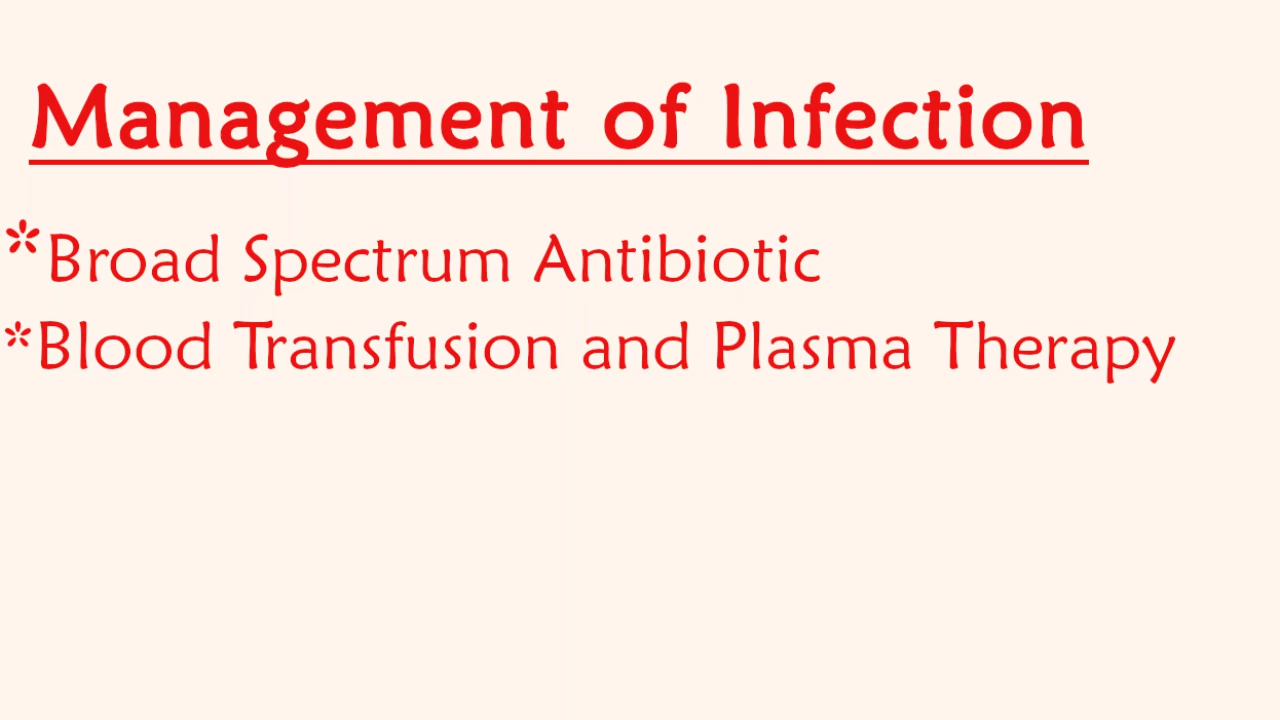 Management of Infection
*Broad Spectrum Antibiotic
*Blood Transfusion and Plasma Therapy